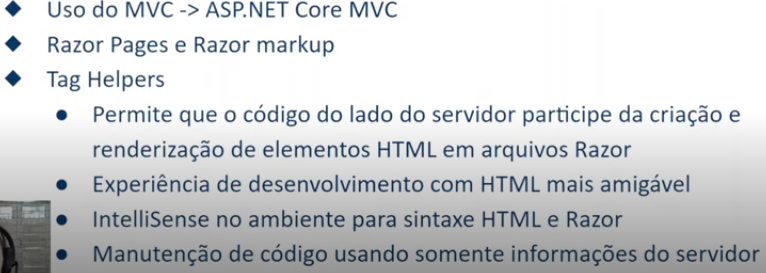 Uso do MVC -> ASP.NET Core MVC
Razor Pages e Razor markup
Tag Helpers
Permite que o código do lado do servidor participe da criação e
renderização de elementos HTML em arquivos Razor
Experiência de desenvolvimento com HTML mais amigável
IntelliSense no ambiente para sintaxe HTML e Razor
Manutenção de código usando somente informações do servidor